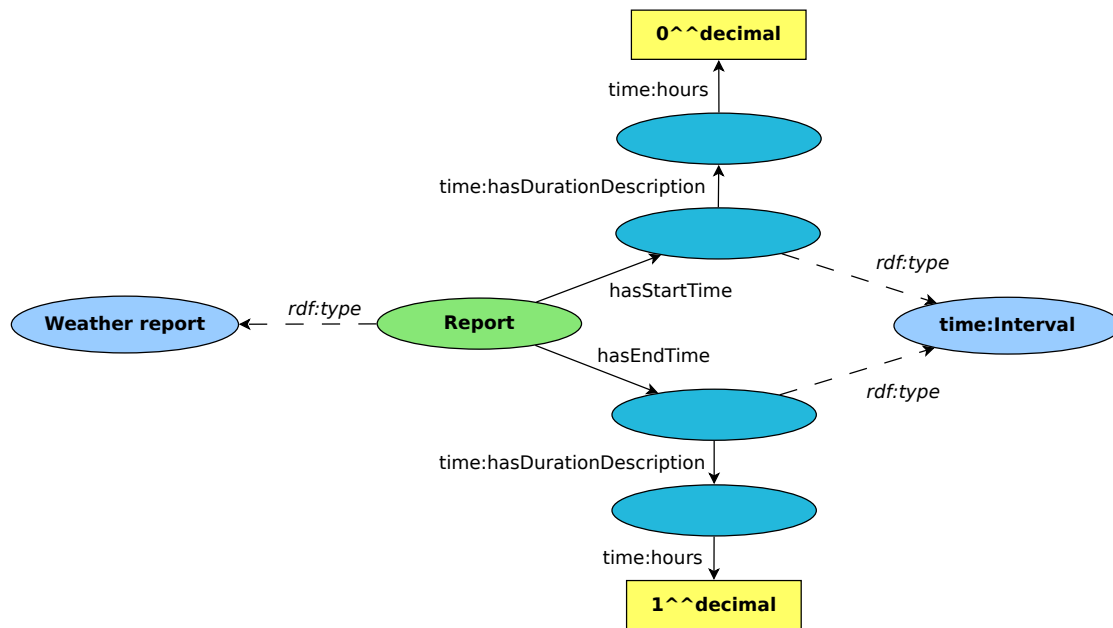 0^^decimal
time:hours
time:hasDurationDescription
rdf:type
hasStartTime
Weather report
rdf:type
Report
time:Interval
hasEndTime
rdf:type
time:hasDurationDescription
time:hours
1^^decimal